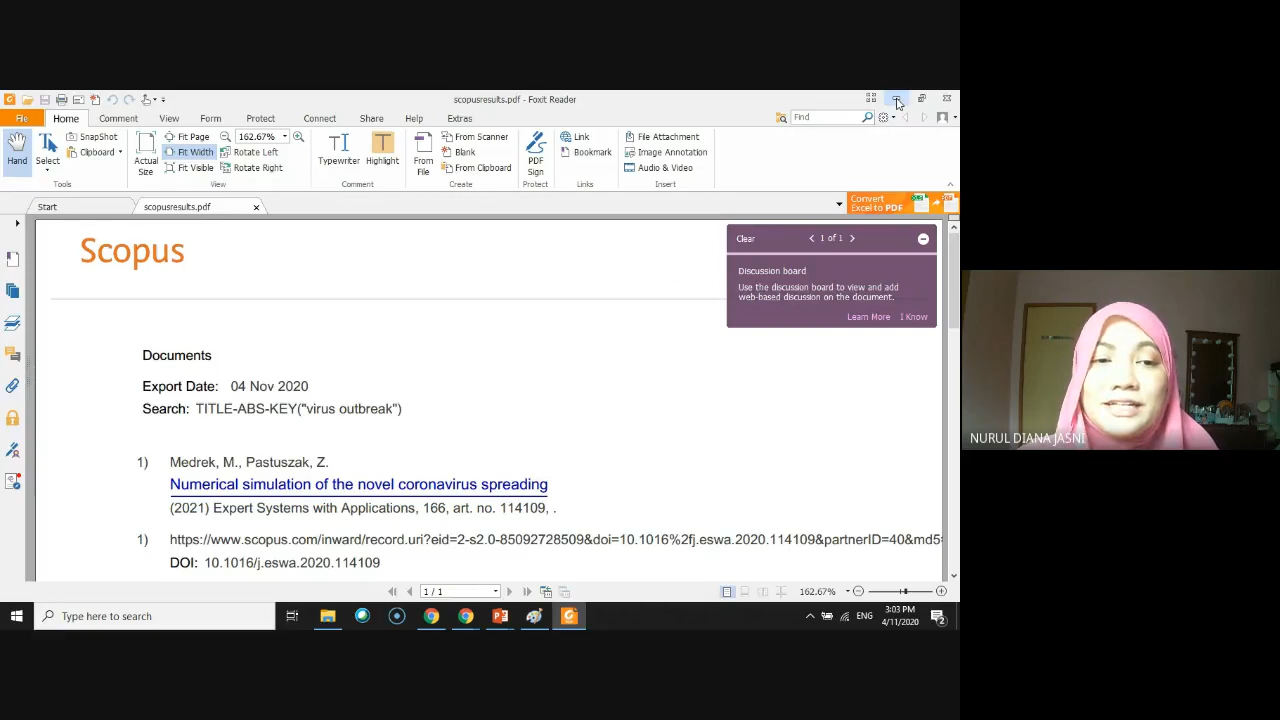 scopusresults.pdf - Foxit Reader
File Home Comment View Form Protect Connect Share Help Extras
Find
Hand
Select
SnapShot
Clipboard
Tools
Actual Size
Fit Page
Fit Width
Fit Visible
162.67%
Rotate Left
Rotate Right
View
Typewriter
Highlight
Comment
From File
From Scanner
Blank
From Clipboard
Create
PDF Sign
Protect
Link
Bookmark
Links
File Attachment
Image Annotation
Audio & Video
Insert
Start
scopusresults.pdf
Convert
Excel to PDF
Scopus
Clear 1 of 1
Discussion board
Use the discussion board to view and add
web-based discussion on the document.
Learn More I Know
Documents
Export Date: 04 Nov 2020
Search: TITLE-ABS-KEY("virus outbreak")
1) Medrek, M., Pastuszak, Z.
Numerical simulation of the novel coronavirus spreading
(2021) Expert Systems with Applications, 166, art. no. 114109, .
1) https://www.scopus.com/inward/record.uri?eid=2-s2.0-85092728509&doi=10.1016%2fj.eswa.2020.114109&partnerID=40&md5=
DOI: 10.1016/j.eswa.2020.114109
NURUL DIANA JASNI
1 / 1
162.67%
Type here to search
ENG
3:03 PM
4/11/2020
2